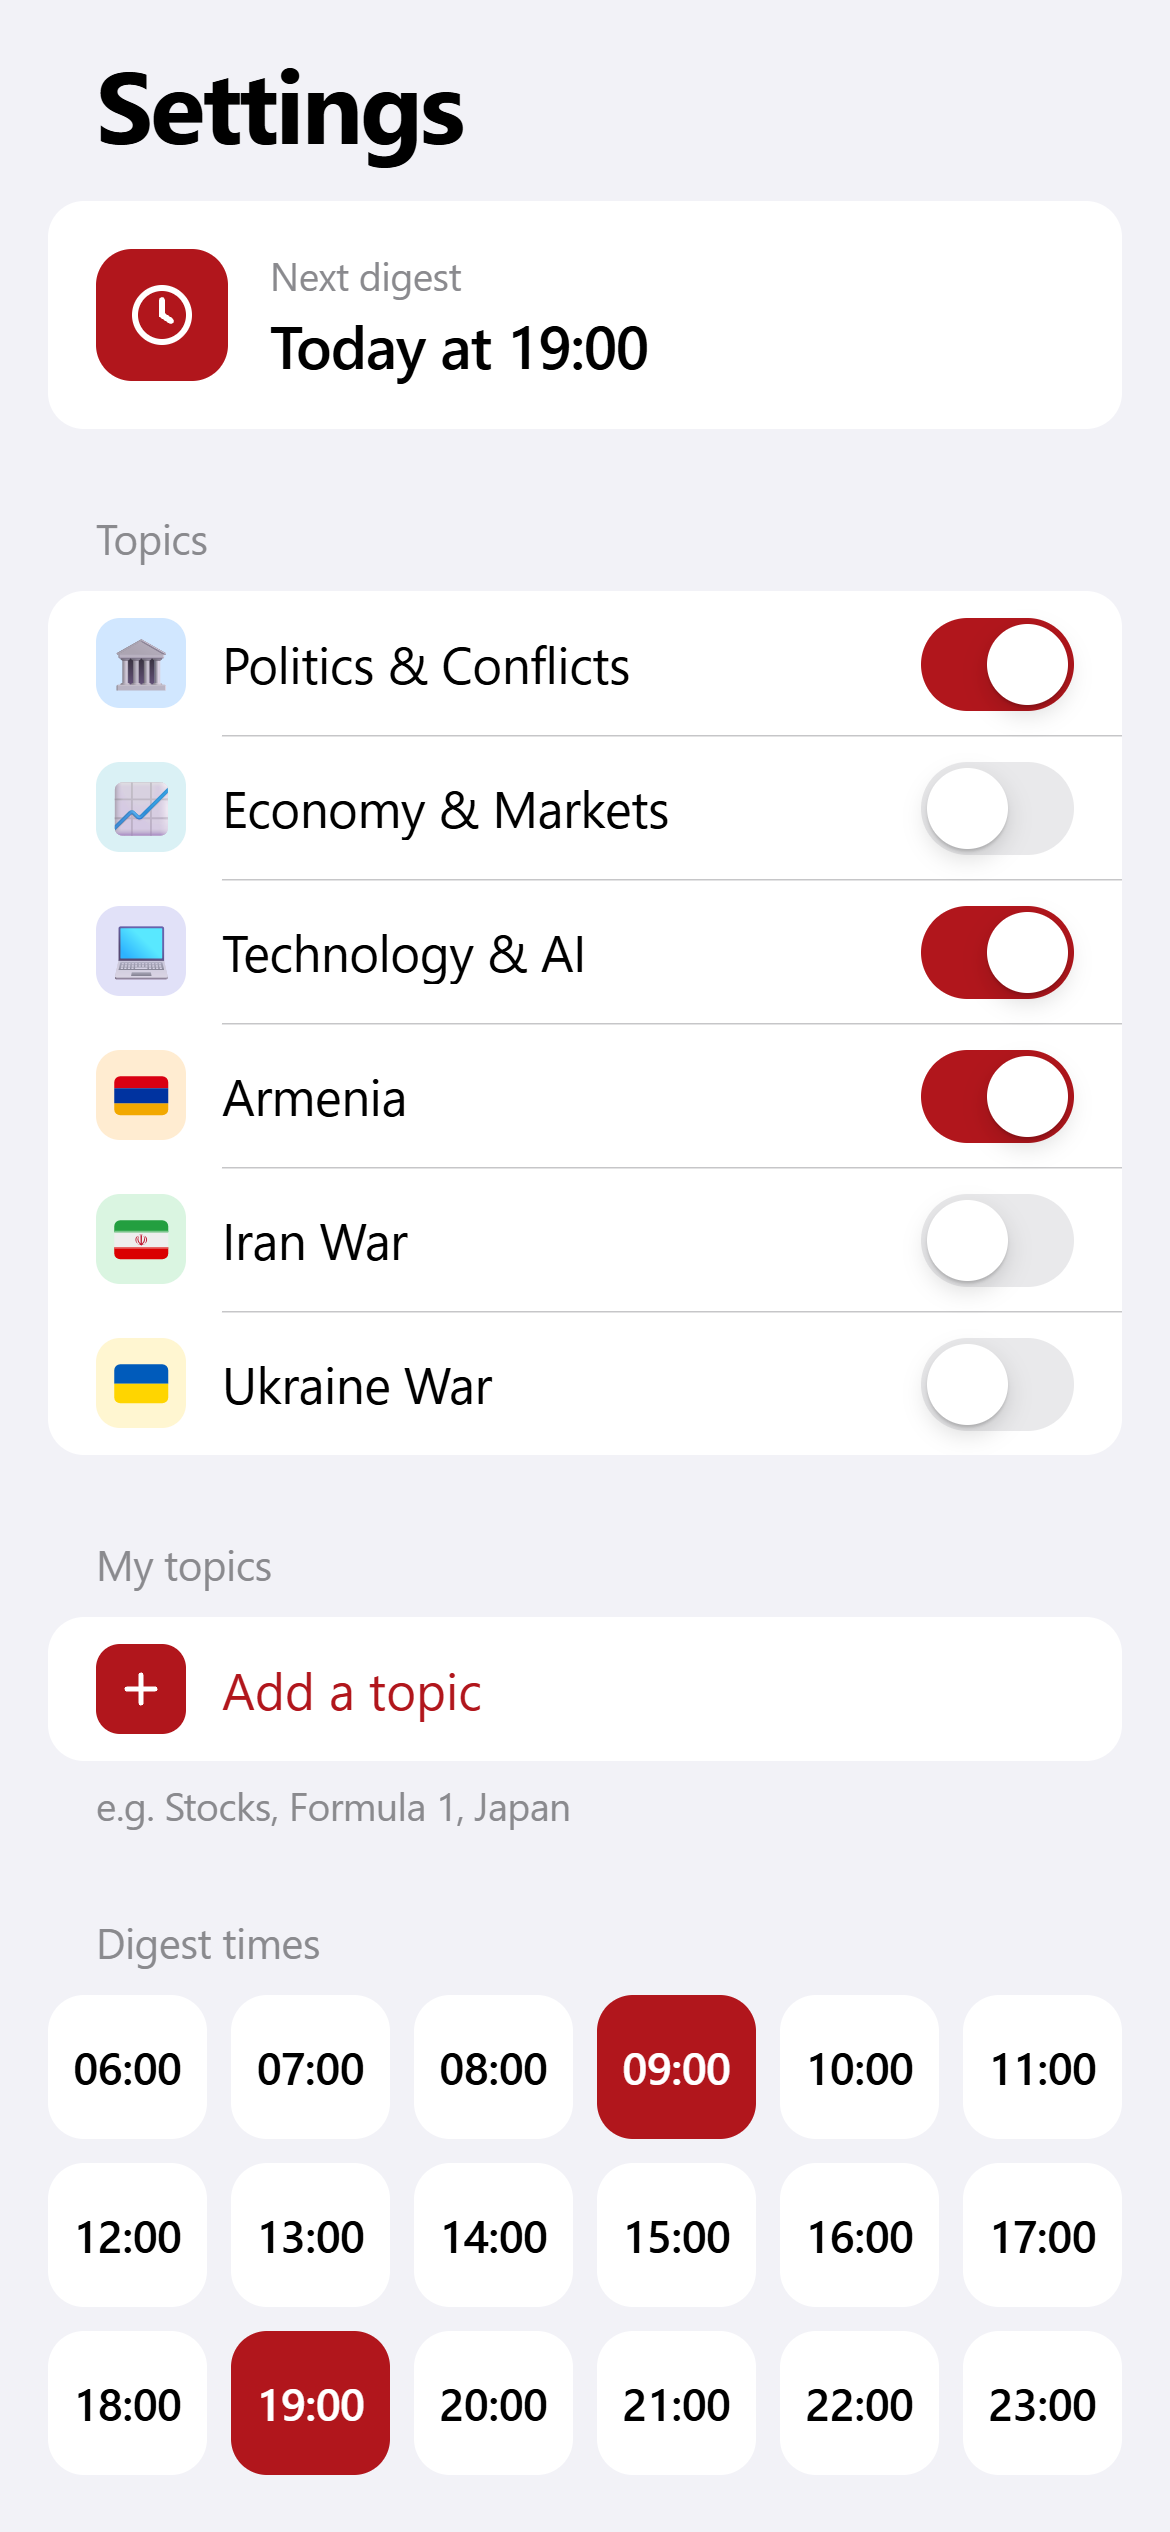 Settings
Next digest
Today at 19:00
Topics
Politics & Conflicts
Economy & Markets
Technology & AI
Armenia
Iran War
Ukraine War
My topics
Add a topic
e.g. Stocks, Formula 1, Japan
Digest times
06:00 07:00 08:00 09:00 10:00 11:00
12:00 13:00 14:00 15:00 16:00 17:00
18:00 19:00 20:00 21:00 22:00 23:00